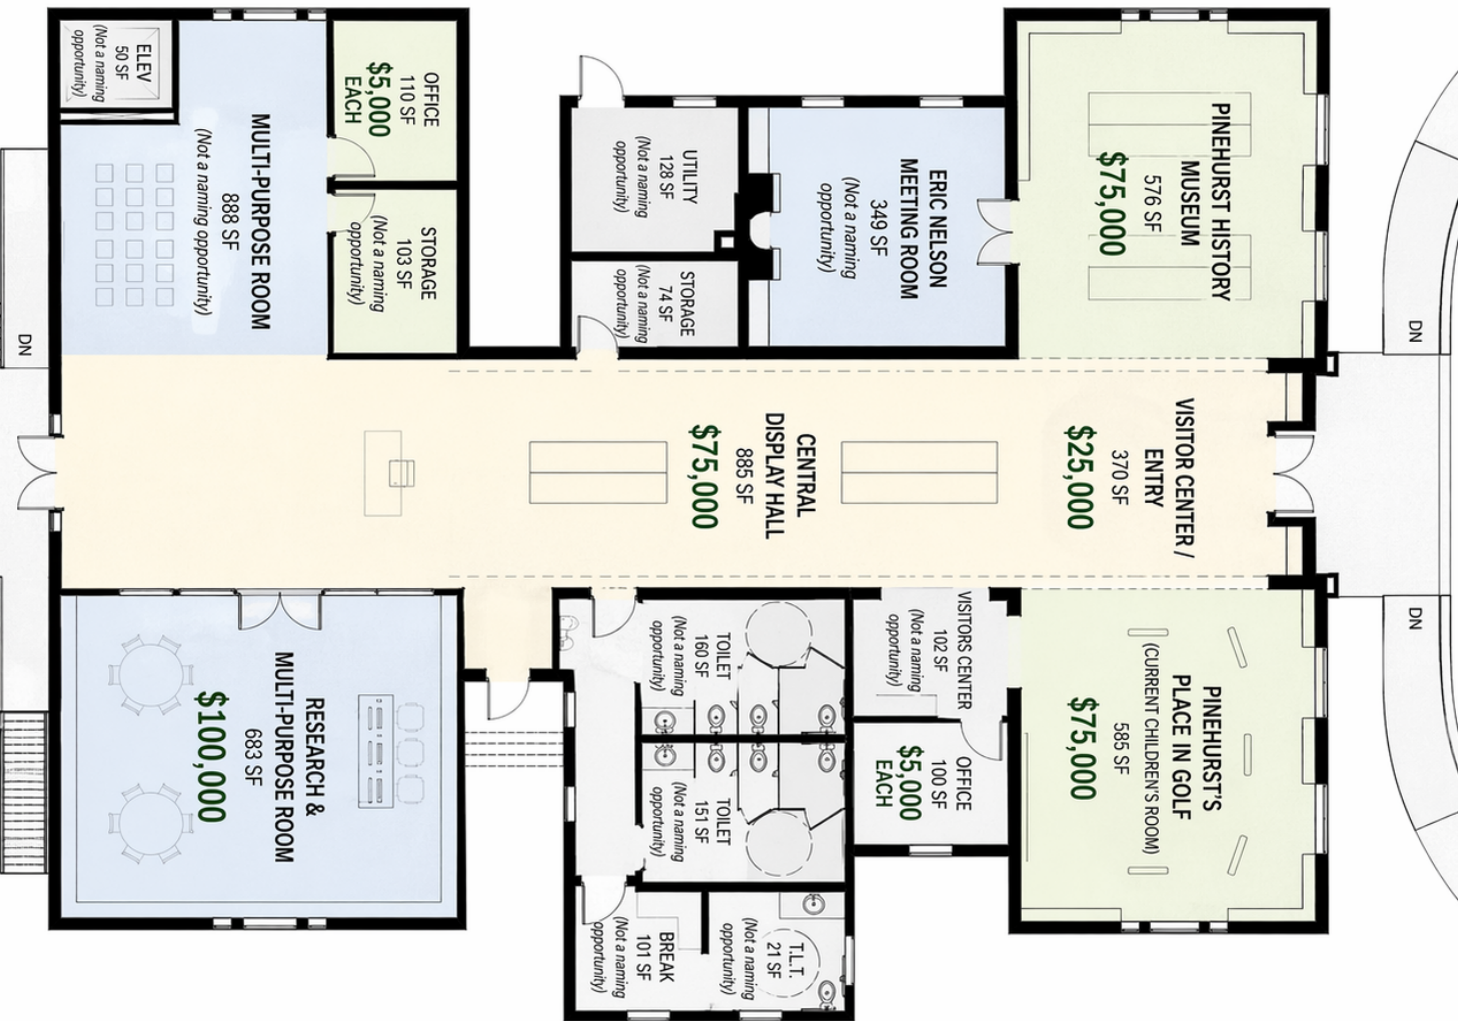 ELEV
50 SF
(Not a naming
opportunity)
OFFICE
110 SF
$5,000
EACH
MULTI-PURPOSE ROOM
888 SF
(Not a naming opportunity)
STORAGE
103 SF
(Not a naming
opportunity)
UTILITY
128 SF
(Not a naming
opportunity)
STORAGE
74 SF
(Not a naming
opportunity)
ERIC NELSON
MEETING ROOM
349 SF
(Not a naming
opportunity)
PINEHURST HISTORY
MUSEUM
576 SF
$75,000
DN
DN
CENTRAL
DISPLAY HALL
885 SF
$75,000
VISITOR CENTER /
ENTRY
370 SF
$25,000
RESEARCH &
MULTI-PURPOSE ROOM
683 SF
$100,000
TOILET
160 SF
(Not a naming
opportunity)
TOILET
151 SF
(Not a naming
opportunity)
BREAK
101 SF
(Not a naming
opportunity)
T.L.T.
21 SF
(Not a naming
opportunity)
VISITORS CENTER
102 SF
(Not a naming
opportunity)
OFFICE
100 SF
$5,000
EACH
PINEHURST'S
PLACE IN GOLF
(CURRENT CHILDREN'S ROOM)
585 SF
$75,000
DN